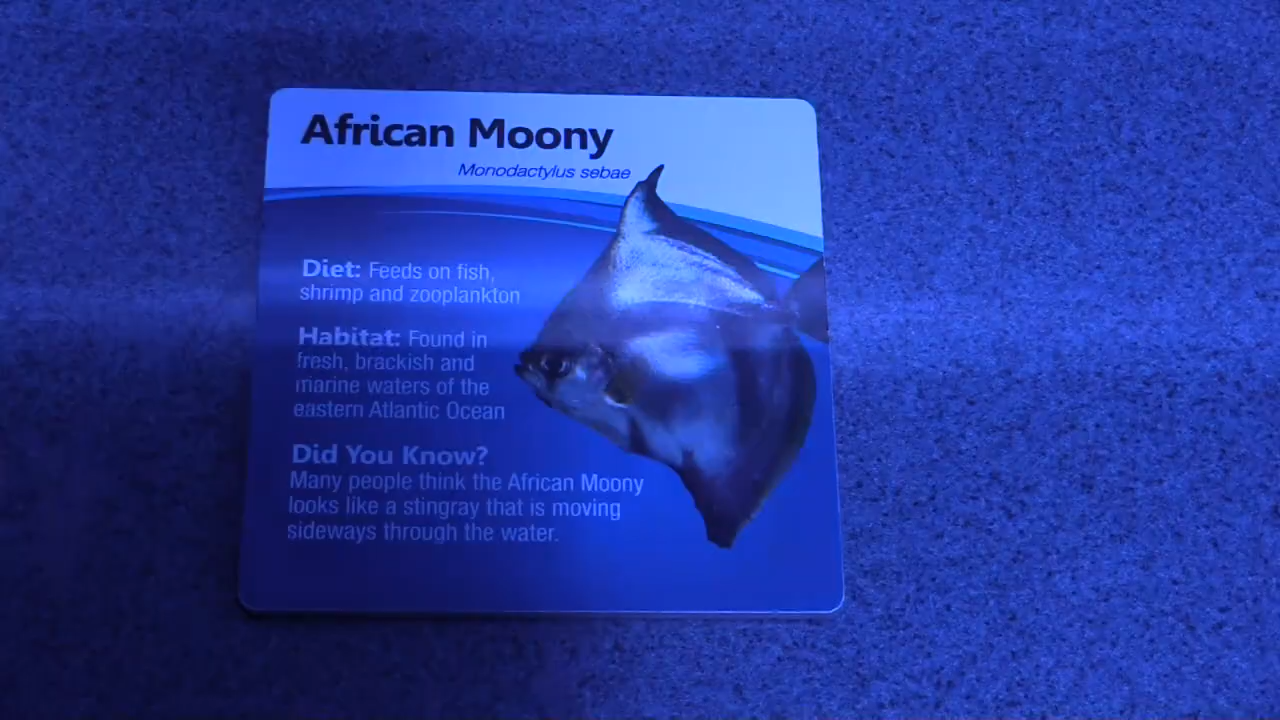 African Moony
Monodactylus sebae
Diet: Feeds on fish,
shrimp and zooplankton
Habitat: Found in
fresh, brackish and
marine waters of the
eastern Atlantic Ocean
Did You Know?
Many people think the African Moony
looks like a stingray that is moving
sideways through the water.